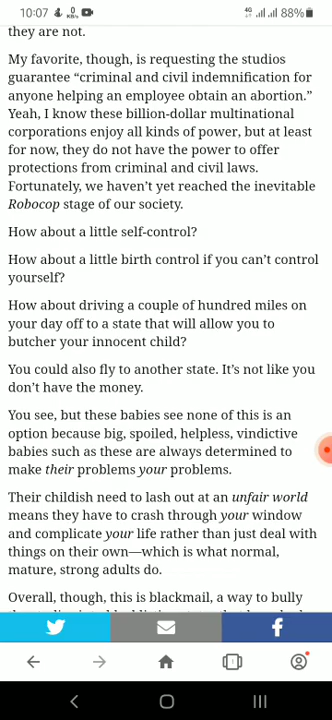 10:07
4G
88%
they are not.
My favorite, though, is requesting the studios
guarantee “criminal and civil indemnification for
anyone helping an employee obtain an abortion.”
Yeah, I know these billion-dollar multinational
corporations enjoy all kinds of power, but at least
for now, they do not have the power to offer
protections from criminal and civil laws.
Fortunately, we haven’t yet reached the inevitable
Robocop stage of our society.
How about a little self-control?
How about a little birth control if you can’t control
yourself?
How about driving a couple of hundred miles on
your day off to a state that will allow you to
butcher your innocent child?
You could also fly to another state. It’s not like you
don’t have the money.
You see, but these babies see none of this is an
option because big, spoiled, helpless, vindictive
babies such as these are always determined to
make their problems your problems.
Their childish need to lash out at an unfair world
means they have to crash through your window
and complicate your life rather than just deal with
things on their own—which is what normal,
mature, strong adults do.
Overall, though, this is blackmail, a way to bully